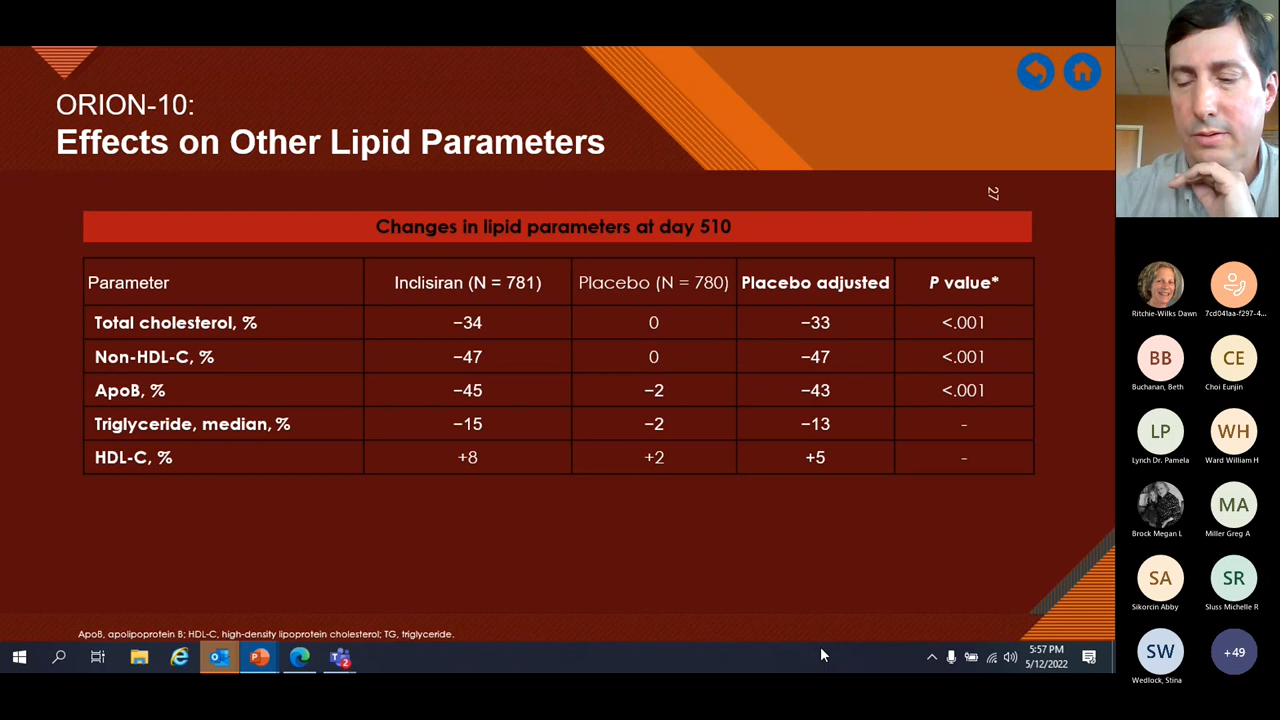 ORION-10:
Effects on Other Lipid Parameters
27
Changes in lipid parameters at day 510
Parameter Inclisiran (N = 781) Placebo (N = 780) Placebo adjusted P value*
Total cholesterol, % −34 0 −33 <.001
Non-HDL-C, % −47 0 −47 <.001
ApoB, % −45 −2 −43 <.001
Triglyceride, median, % −15 −2 −13 -
HDL-C, % +8 +2 +5 -
ApoB, apolipoprotein B; HDL-C, high-density lipoprotein cholesterol; TG, triglyceride.
5:57 PM
5/12/2022
2
Ritchie-Wilks Dawn 7cd041aa-f297-4...
BB CE
Buchanan, Beth Choi Eunjin
LP WH
Lynch Dr. Pamela Ward William H
MA
Brock Megan L Miller Greg A
SA SR
Sikorcin Abby Sluss Michelle R
SW +49
Wedlock, Stina